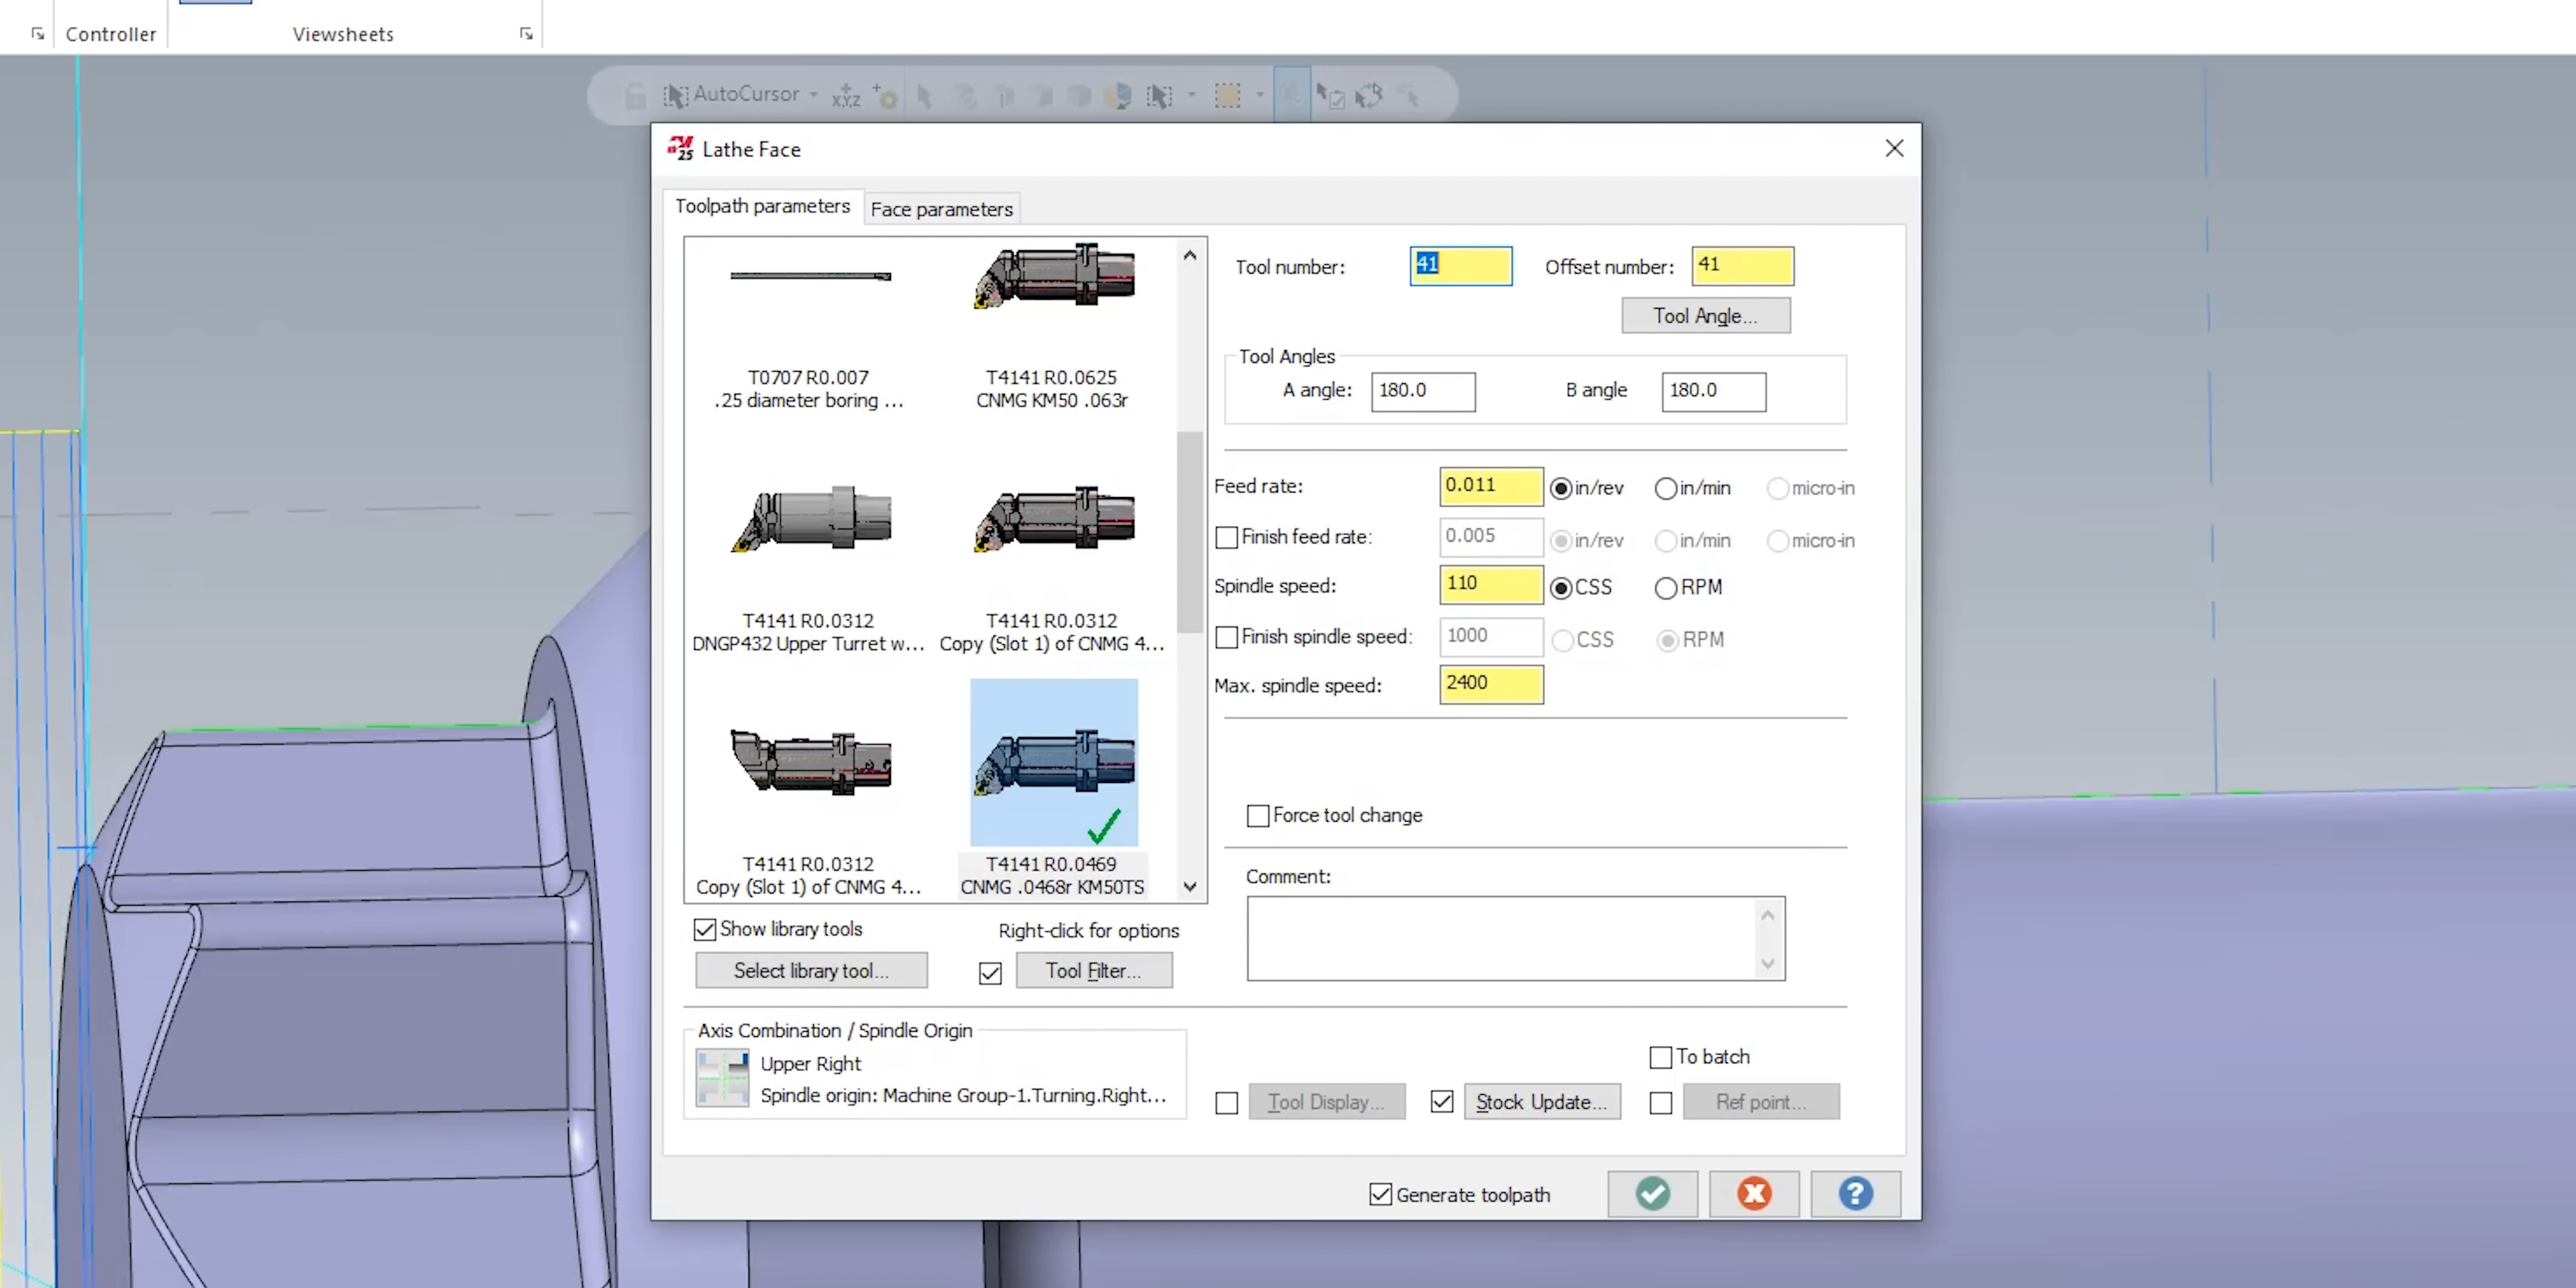 Controller
Viewsheets
AutoCursor
XYZ
25 Lathe Face
Toolpath parameters
Face parameters
T0707 R0.007
.25 diameter boring ...
T4141 R0.0625
CNMG KM50 .063r
T4141 R0.0312
DNGP432 Upper Turret w...
T4141 R0.0312
Copy (Slot 1) of CNMG 4...
T4141 R0.0312
Copy (Slot 1) of CNMG 4...
T4141 R0.0469
CNMG .0468r KM50TS
Show library tools
Right-click for options
Select library tool...
Tool Filter...
Axis Combination / Spindle Origin
Upper Right
Spindle origin: Machine Group-1.Turning.Right...
Tool number: 41 Offset number: 41
Tool Angle...
Tool Angles
A angle: 180.0 B angle 180.0
Feed rate: 0.011 in/rev in/min micro-in
Finish feed rate: 0.005 in/rev in/min micro-in
Spindle speed: 110 CSS RPM
Finish spindle speed: 1000 CSS RPM
Max. spindle speed: 2400
Force tool change
Comment:
To batch
Tool Display... Stock Update... Ref point...
Generate toolpath
?